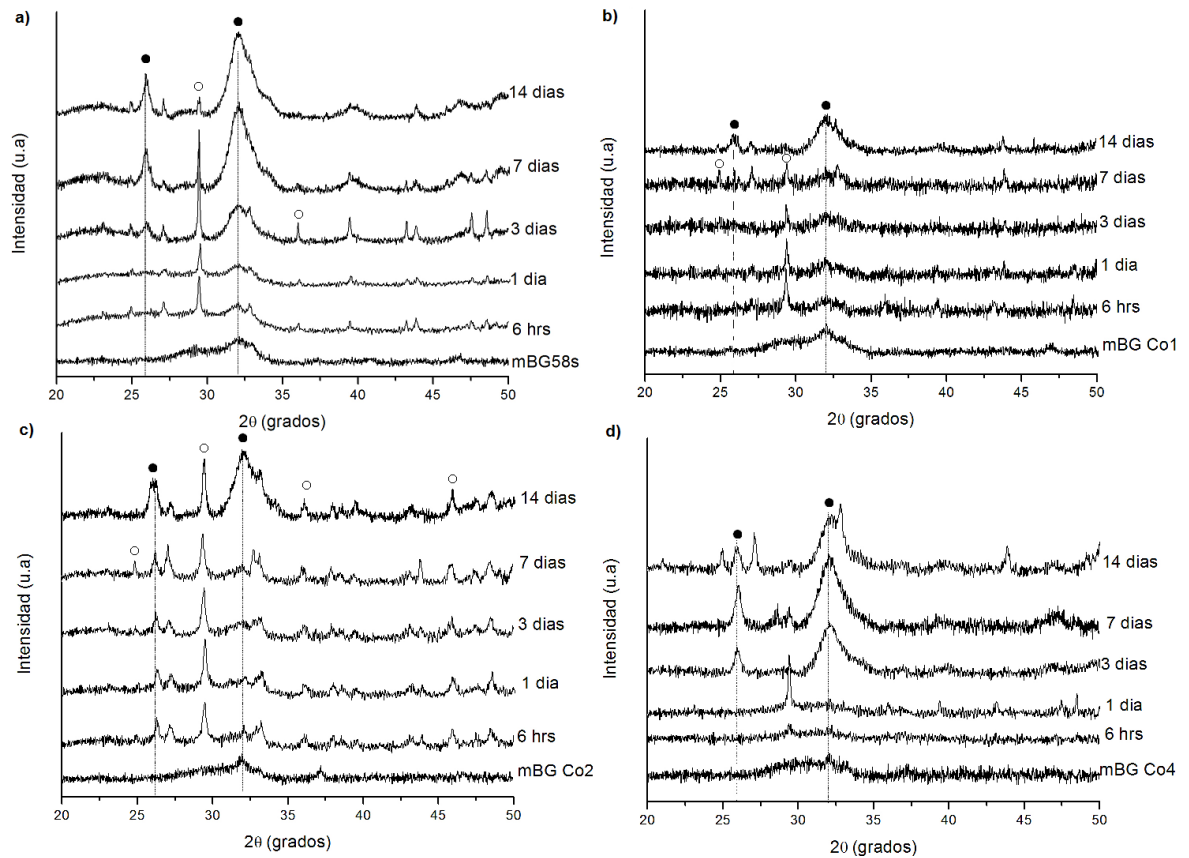 a)
Intensidad (u.a)
14 dias
7 dias
3 dias
1 dia
6 hrs
mBG58s
20 25 30 35 40 45 50
2θ (grados)
b)
Intensidad (u.a)
14 dias
7 dias
3 dias
1 dia
6 hrs
mBG Co1
20 25 30 35 40 45 50
2θ (grados)
c)
Intensidad (u.a)
14 dias
7 dias
3 dias
1 dia
6 hrs
mBG Co2
20 25 30 35 40 45 50
2θ (grados)
d)
Intensidad (u.a)
14 dias
7 dias
3 dias
1 dia
6 hrs
mBG Co4
20 25 30 35 40 45 50
2θ (grados)